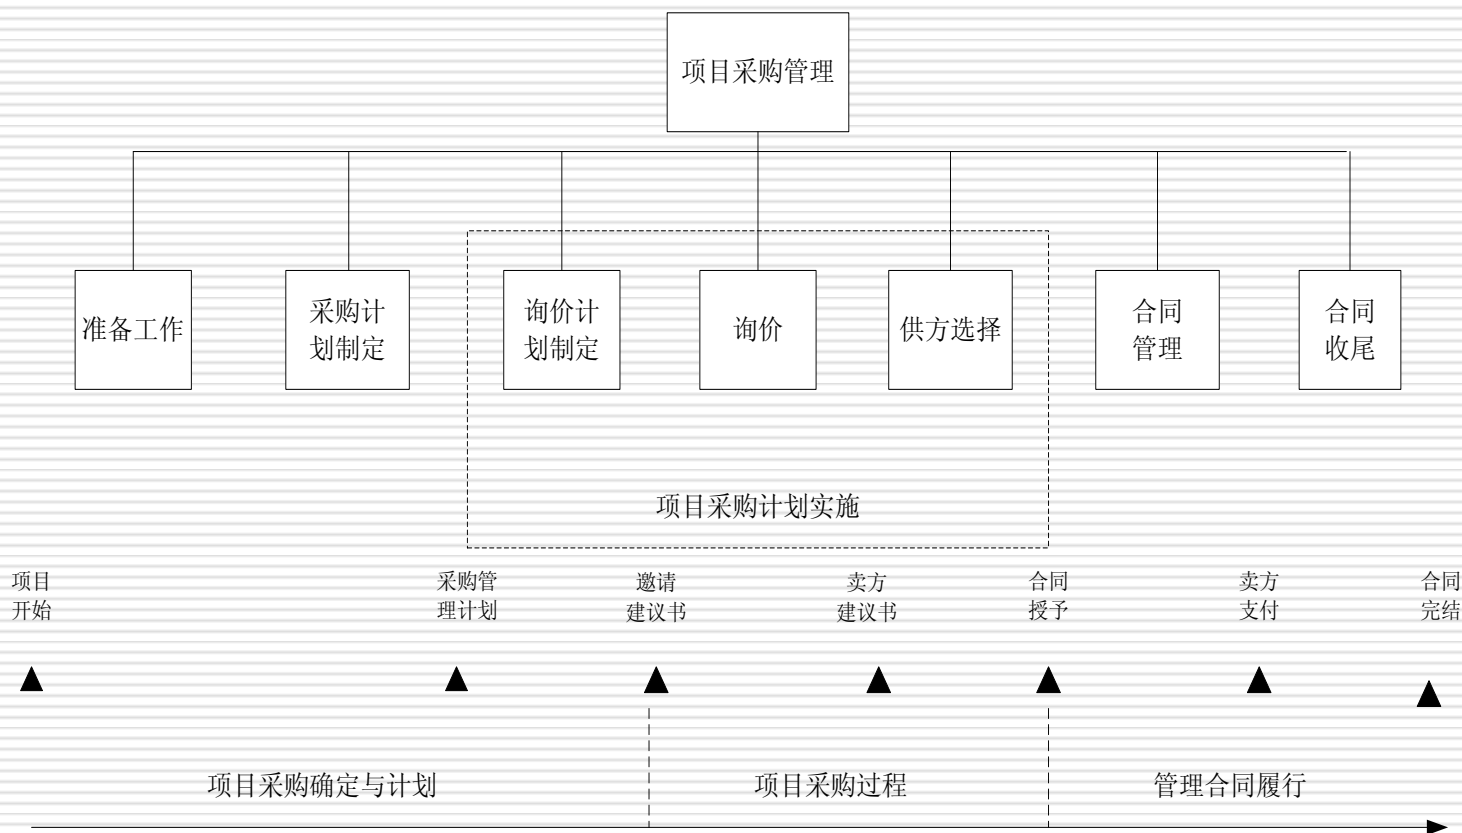 项目采购管理
准备工作
采购计
划制定
询价计
划制定
询价
供方选择
合同
管理
合同
收尾
项目采购计划实施
项目
开始
采购管
理计划
邀请
建议书
卖方
建议书
合同
授予
卖方
支付
合同
完结
项目采购确定与计划
项目采购过程
管理合同履行